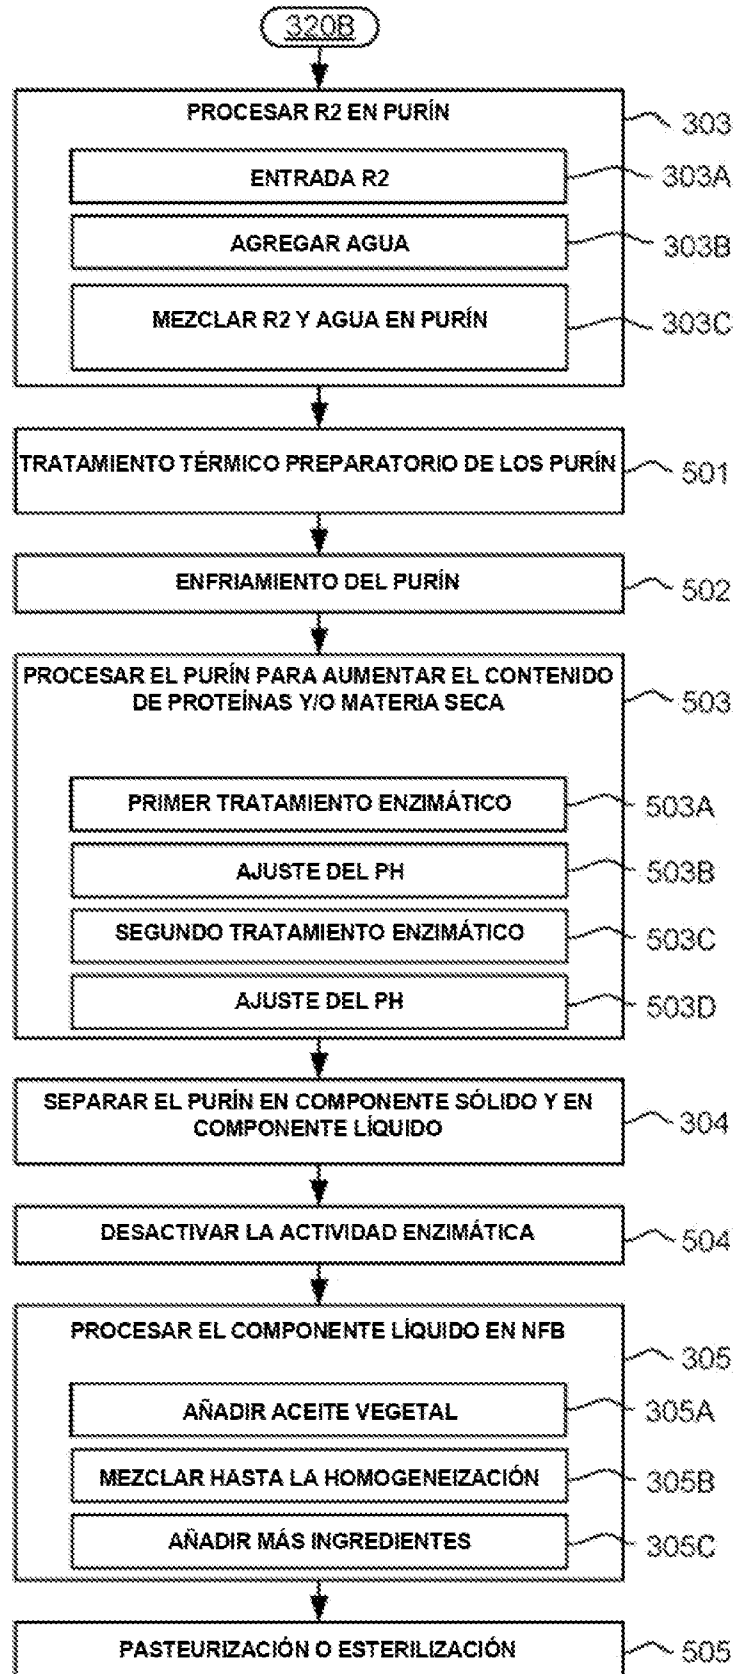 320B
PROCESAR R2 EN PURÍN
303
ENTRADA R2
303A
AGREGAR AGUA
303B
MEZCLAR R2 Y AGUA EN PURÍN
303C
TRATAMIENTO TÉRMICO PREPARATORIO DE LOS PURÍN
501
ENFRIAMIENTO DEL PURÍN
502
PROCESAR EL PURÍN PARA AUMENTAR EL CONTENIDO
DE PROTEÍNAS Y/O MATERIA SECA
503
PRIMER TRATAMIENTO ENZIMÁTICO
503A
AJUSTE DEL PH
503B
SEGUNDO TRATAMIENTO ENZIMÁTICO
503C
AJUSTE DEL PH
503D
SEPARAR EL PURÍN EN COMPONENTE SÓLIDO Y EN
COMPONENTE LÍQUIDO
304
DESACTIVAR LA ACTIVIDAD ENZIMÁTICA
504
PROCESAR EL COMPONENTE LÍQUIDO EN NFB
305
AÑADIR ACEITE VEGETAL
305A
MEZCLAR HASTA LA HOMOGENEIZACIÓN
305B
AÑADIR MÁS INGREDIENTES
305C
PASTEURIZACIÓN O ESTERILIZACIÓN
505